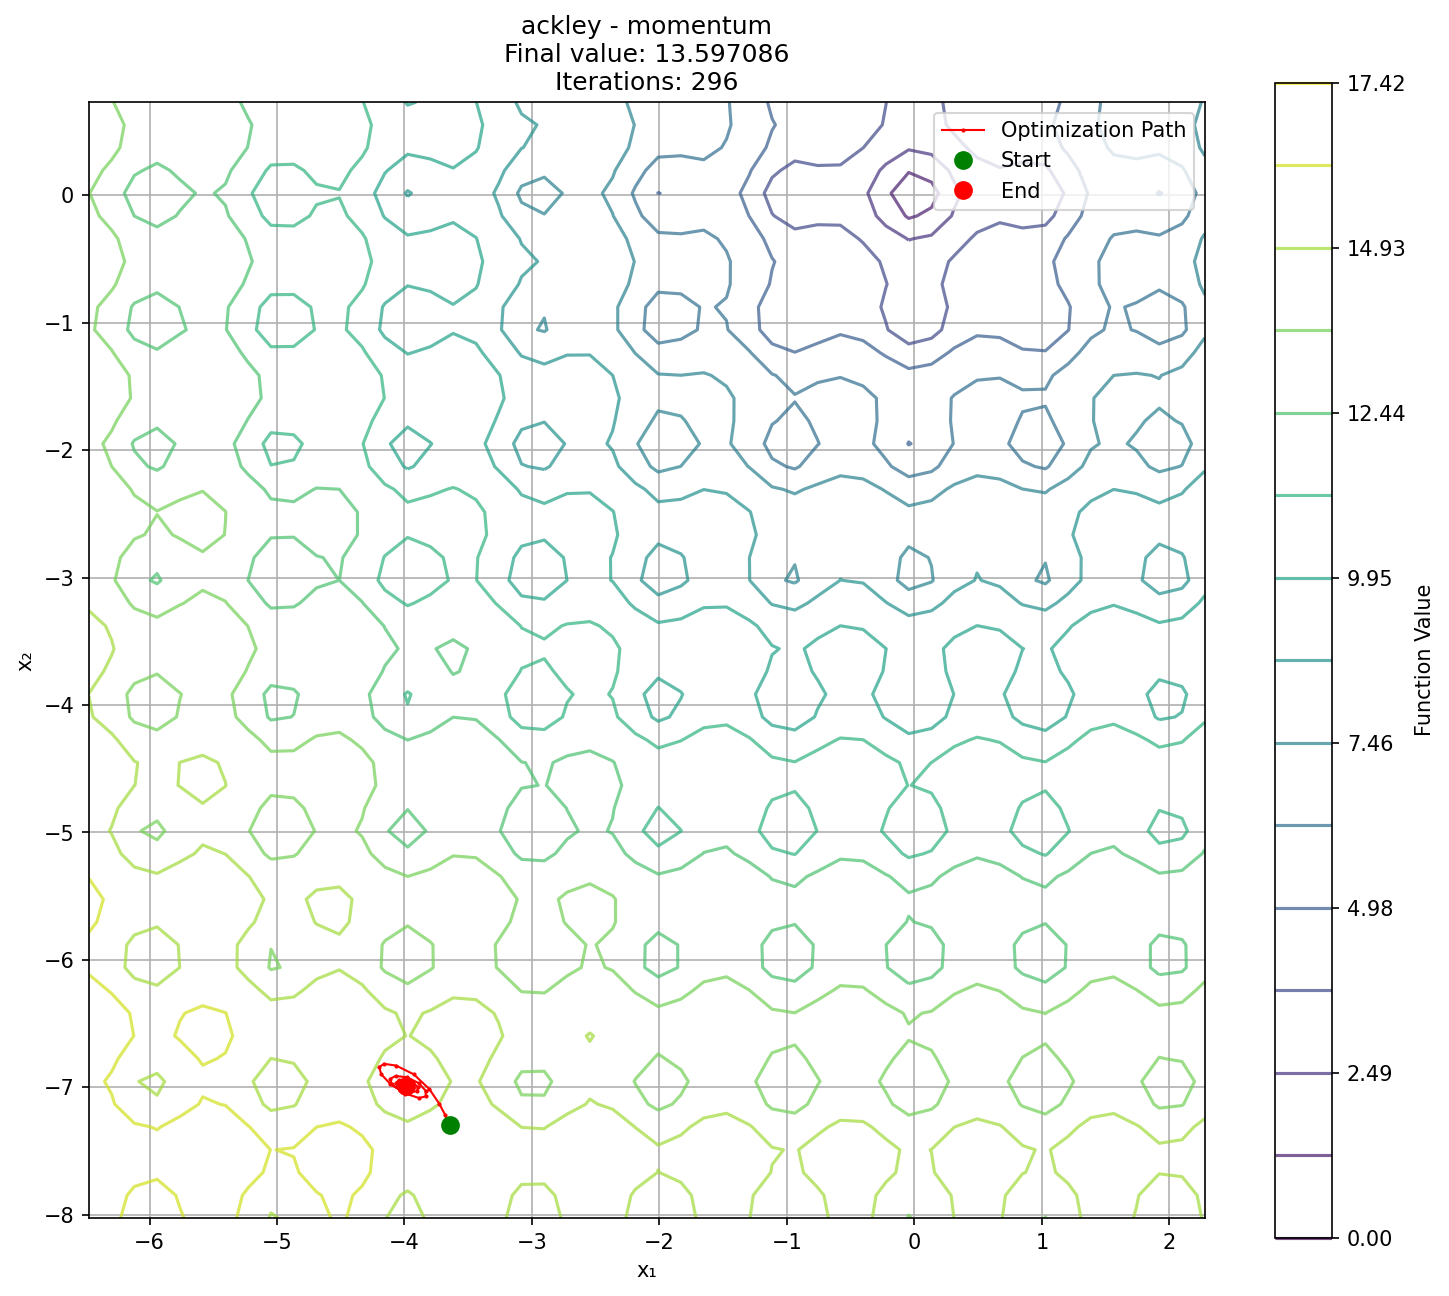 ackley - momentum
Final value: 13.597086
Iterations: 296
Optimization Path
Start
End
0
−1
−2
−3
−4
−5
−6
−7
−8
x₂
−6
−5
−4
−3
−2
−1
0
1
2
x₁
17.42
14.93
12.44
9.95
7.46
4.98
2.49
0.00
Function Value